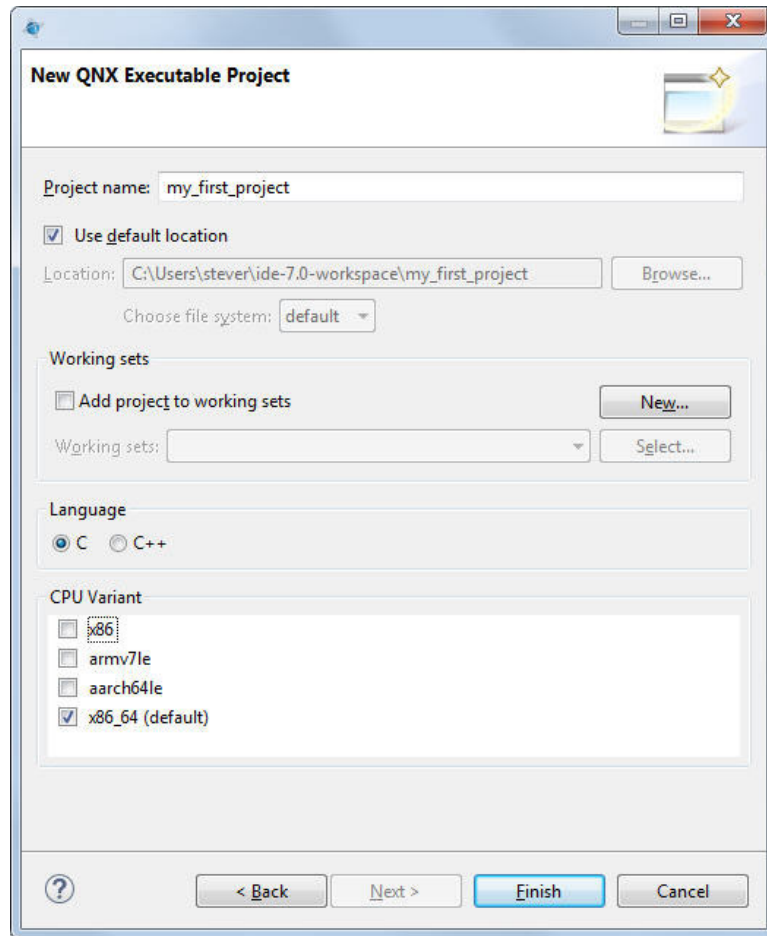 New QNX Executable Project
Project name: my_first_project
Use default location
Location: C:\Users\stever\ide-7.0-workspace\my_first_project Browse...
Choose file system: default
Working sets
Add project to working sets New...
Working sets: Select...
Language
C C++
CPU Variant
x86
armv7le
aarch64le
x86_64 (default)
? < Back Next > Finish Cancel